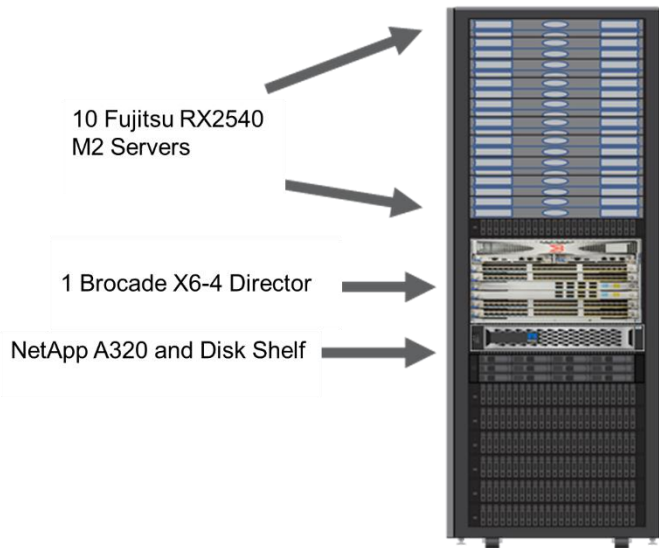 10 Fujitsu RX2540
M2 Servers
1 Brocade X6-4 Director
NetApp A320 and Disk Shelf